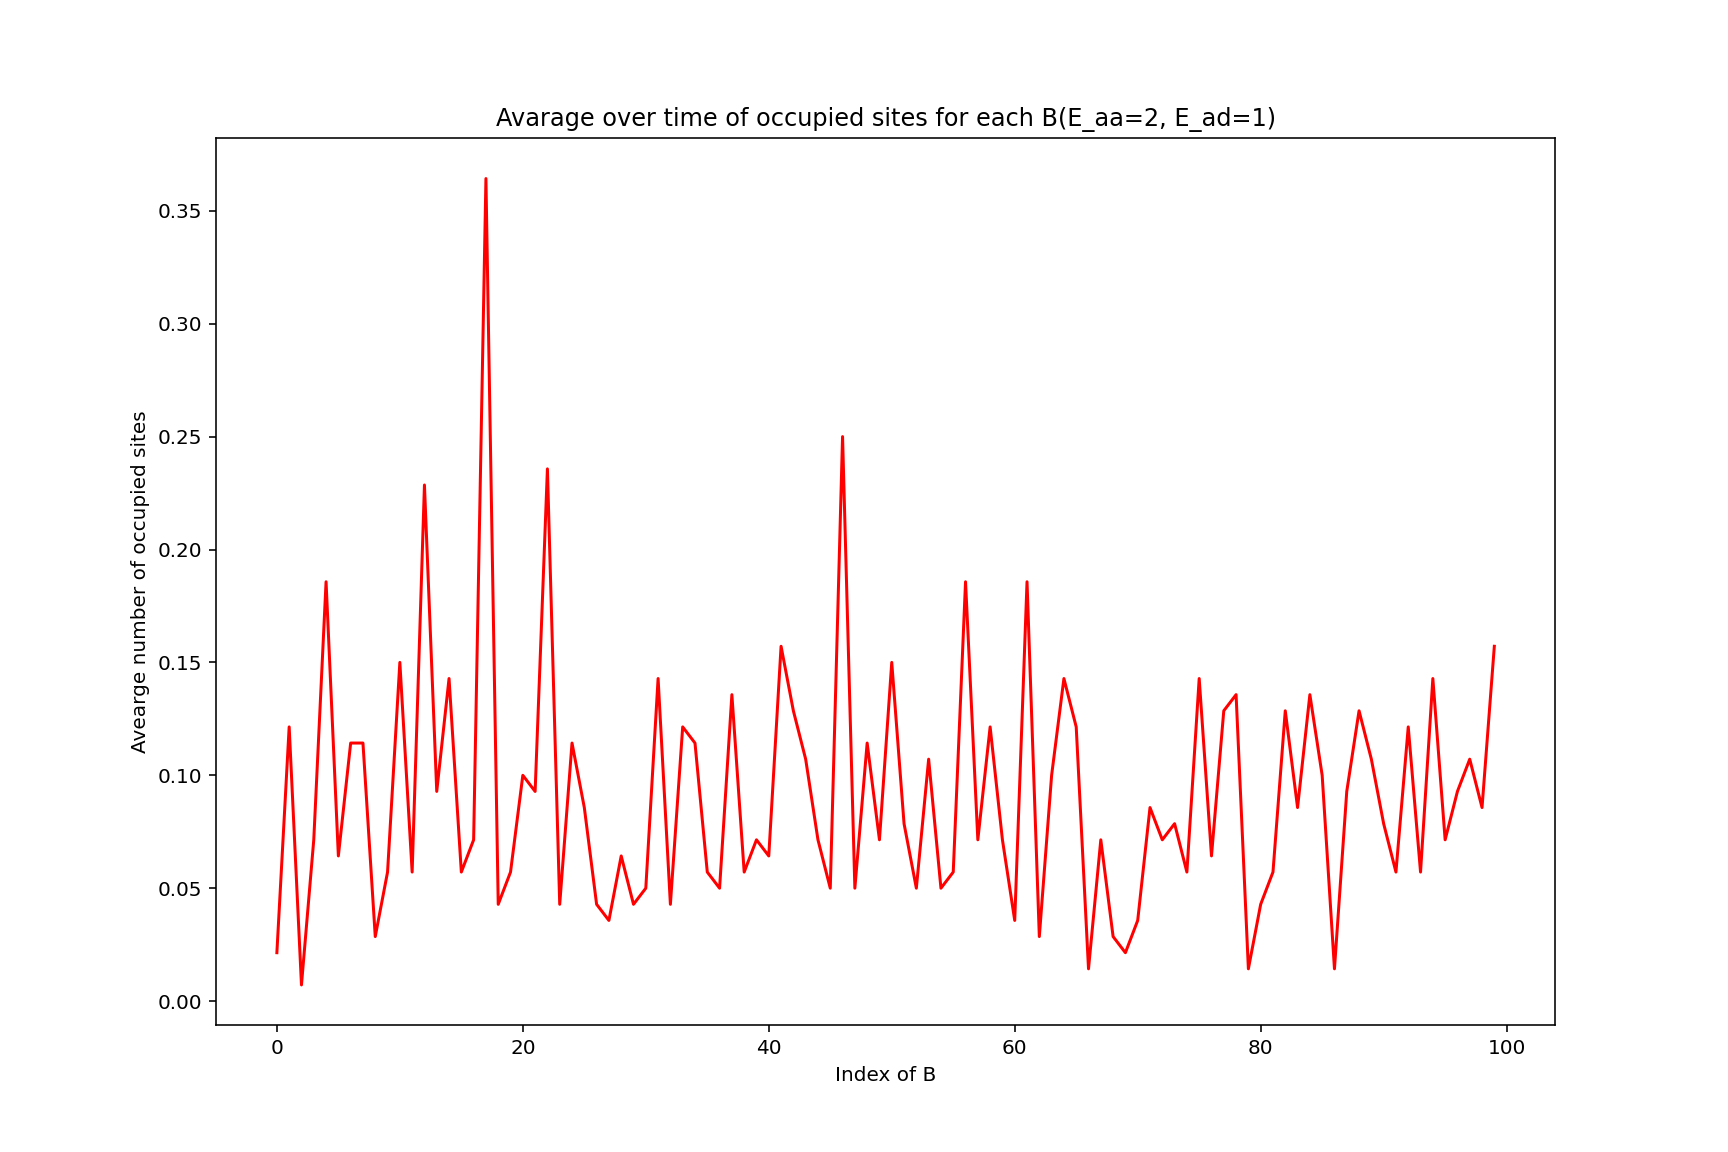 Avarage over time of occupied sites for each B(E_aa=2, E_ad=1)
Avearge number of occupied sites
0.35
0.30
0.25
0.20
0.15
0.10
0.05
0.00
0 20 40 60 80 100
Index of B